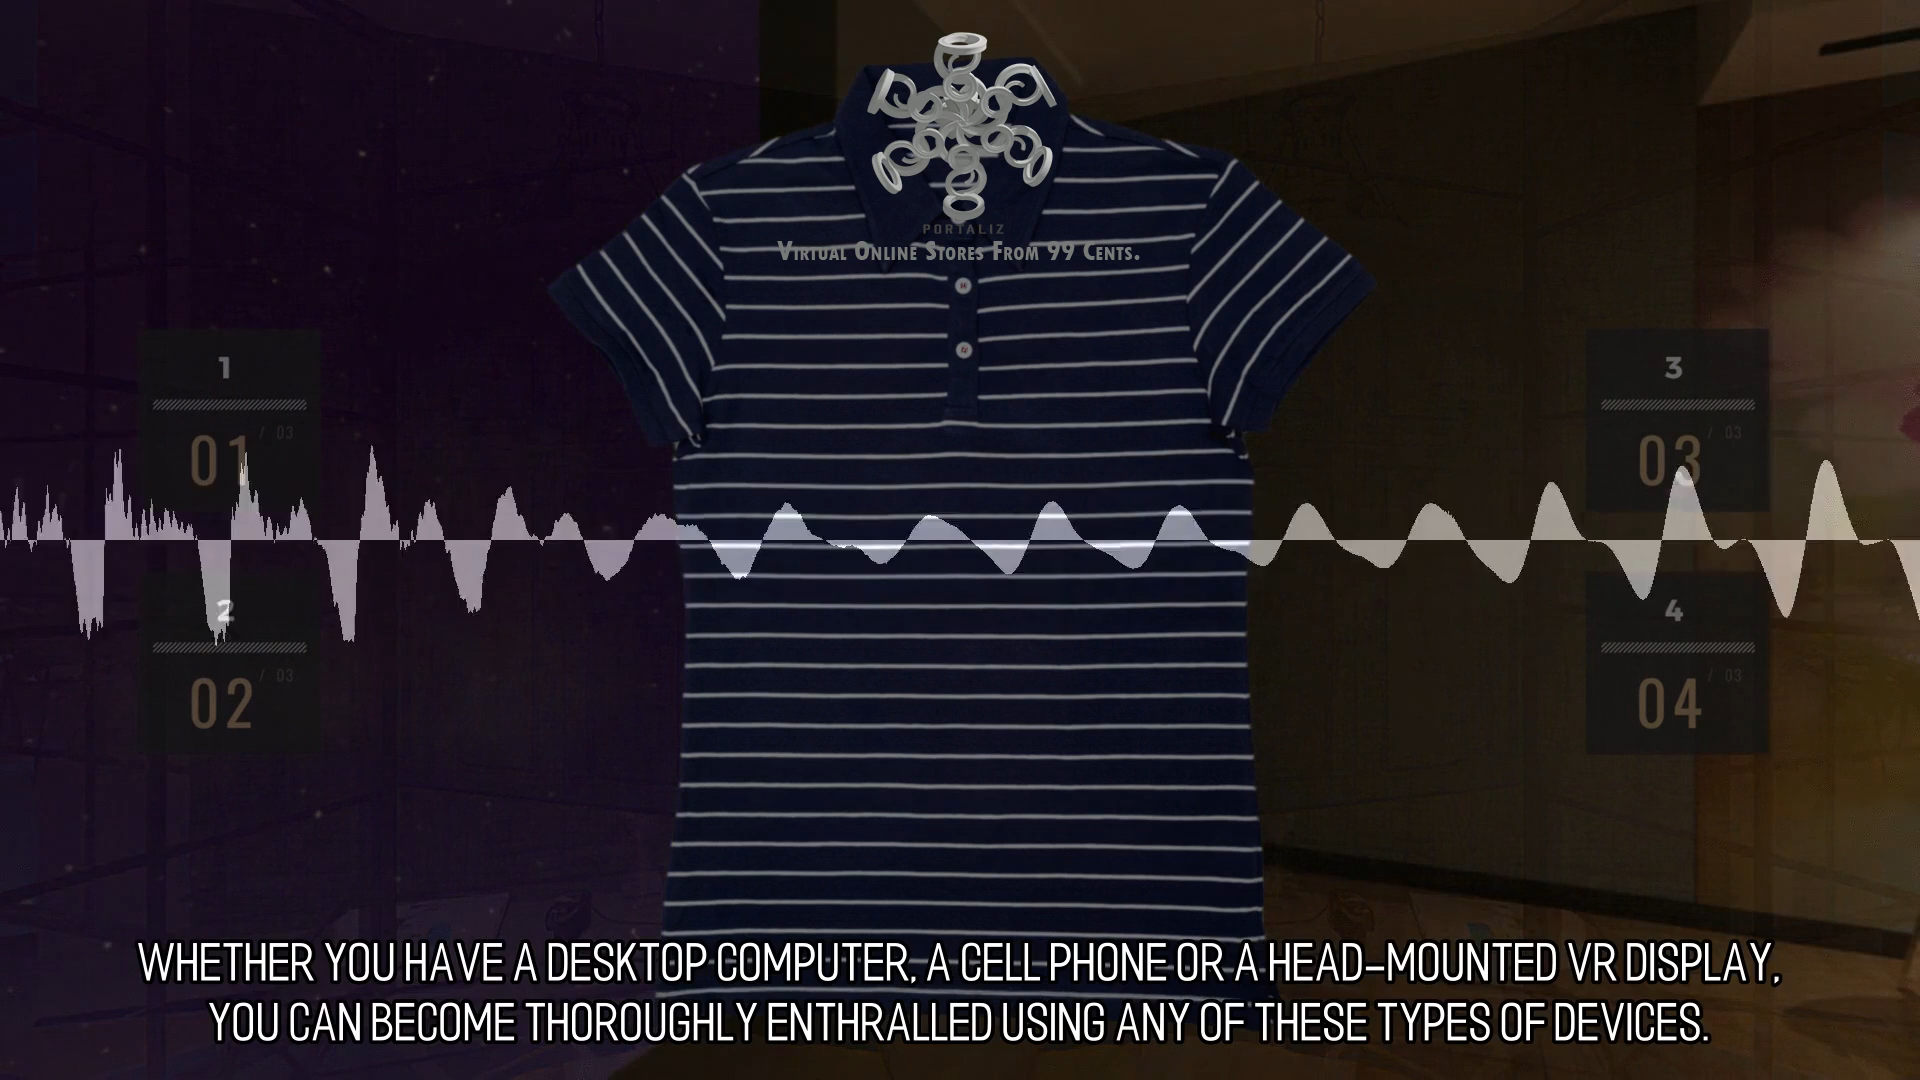 PORTALIZ
Virtual Online Stores From 99 Cents.
1
01 / 03
2
02 / 03
3
03 / .03
4
04 / 03
WHETHER YOU HAVE A DESKTOP COMPUTER, A CELL PHONE OR A HEAD-MOUNTED VR DISPLAY,
YOU CAN BECOME THOROUGHLY ENTHRALLED USING ANY OF THESE TYPES OF DEVICES.